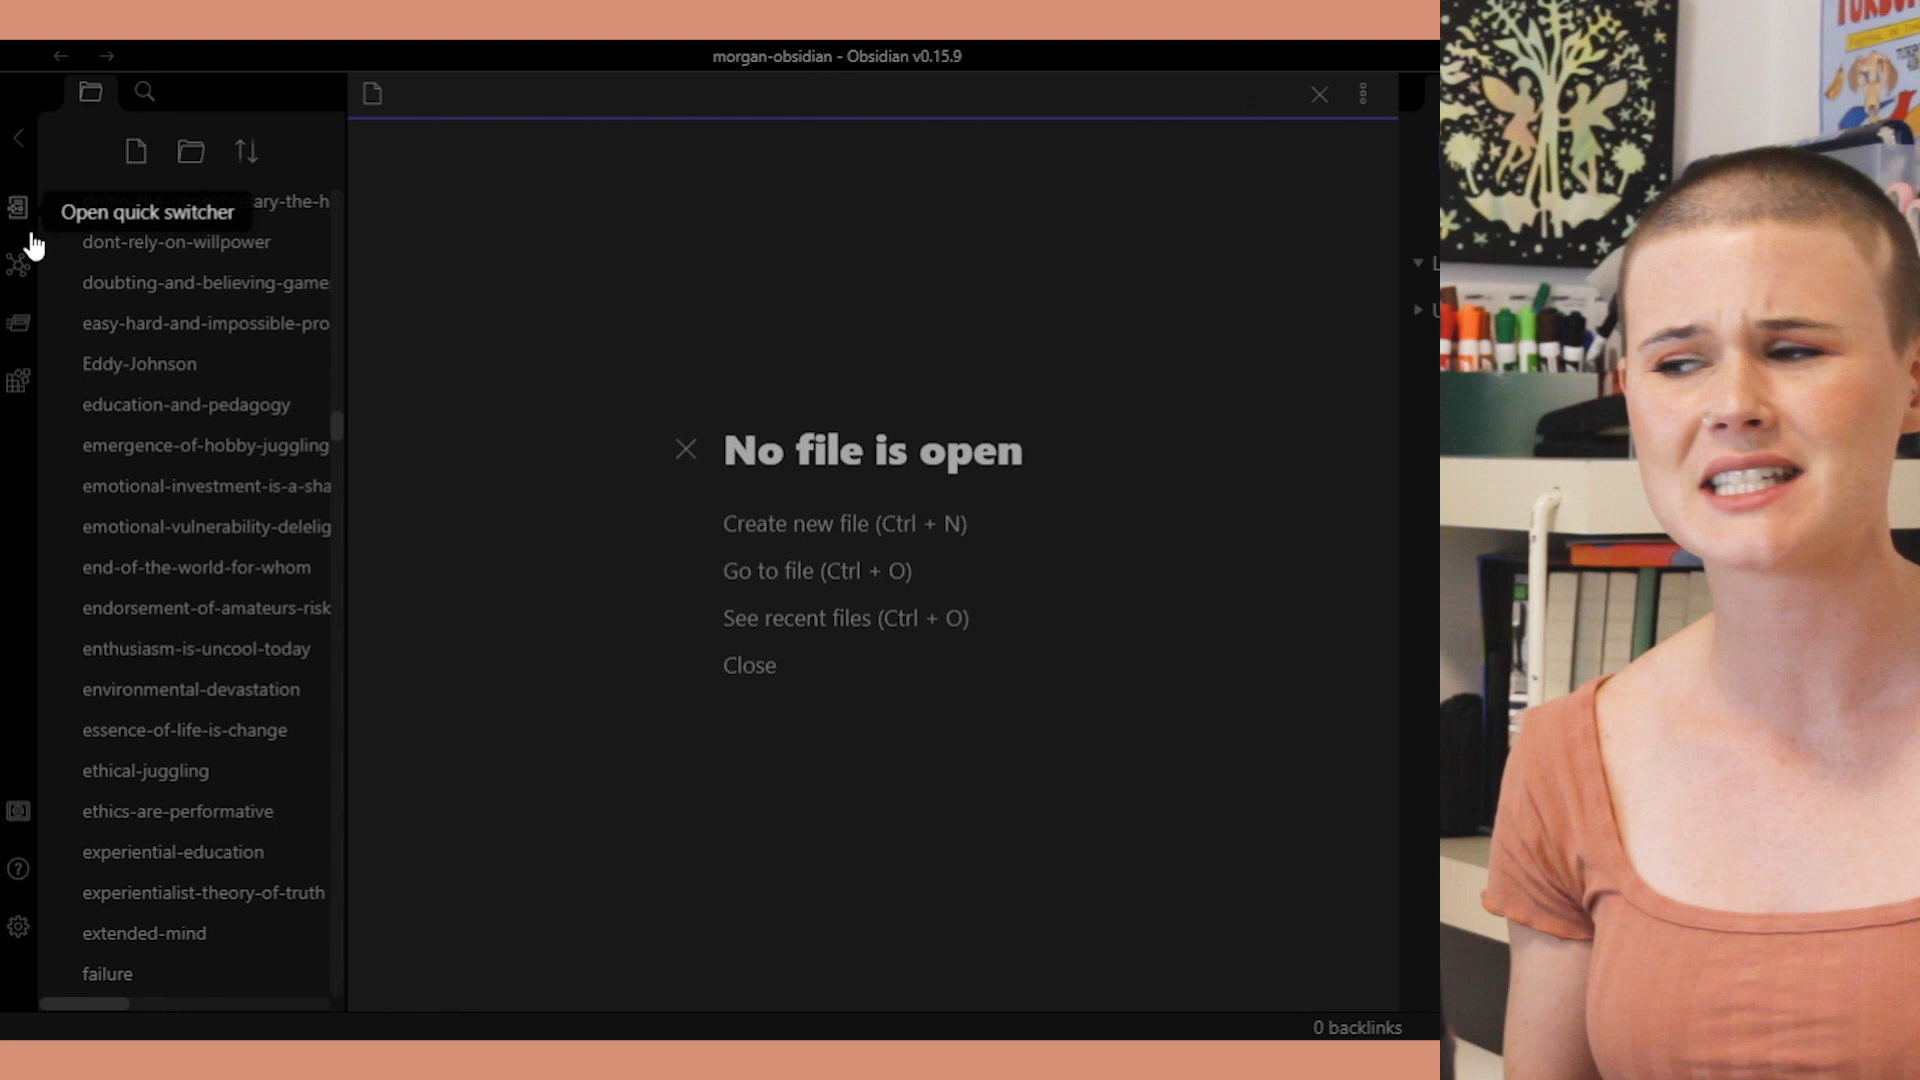 morgan-obsidian - Obsidian v0.15.9
Open quick switcher
dont-rely-on-willpower
doubting-and-believing-game
easy-hard-and-impossible-pro
Eddy-Johnson
education-and-pedagogy
emergence-of-hobby-juggling
emotional-investment-is-a-sha
emotional-vulnerability-delelig
end-of-the-world-for-whom
endorsement-of-amateurs-risk
enthusiasm-is-uncool-today
environmental-devastation
essence-of-life-is-change
ethical-juggling
ethics-are-performative
experiential-education
experientialist-theory-of-truth
extended-mind
failure
No file is open
Create new file (Ctrl + N)
Go to file (Ctrl + O)
See recent files (Ctrl + O)
Close
0 backlinks